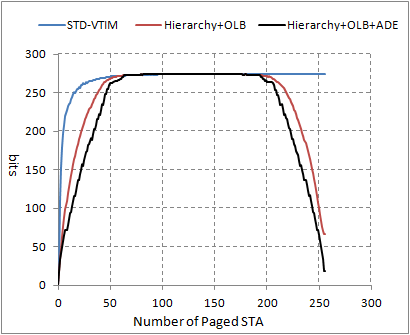 STD-VTIM Hierarchy+OLB Hierarchy+OLB+ADE
300
250
200
150
100
50
0
bits
0 50 100 150 200 250 300
Number of Paged STA